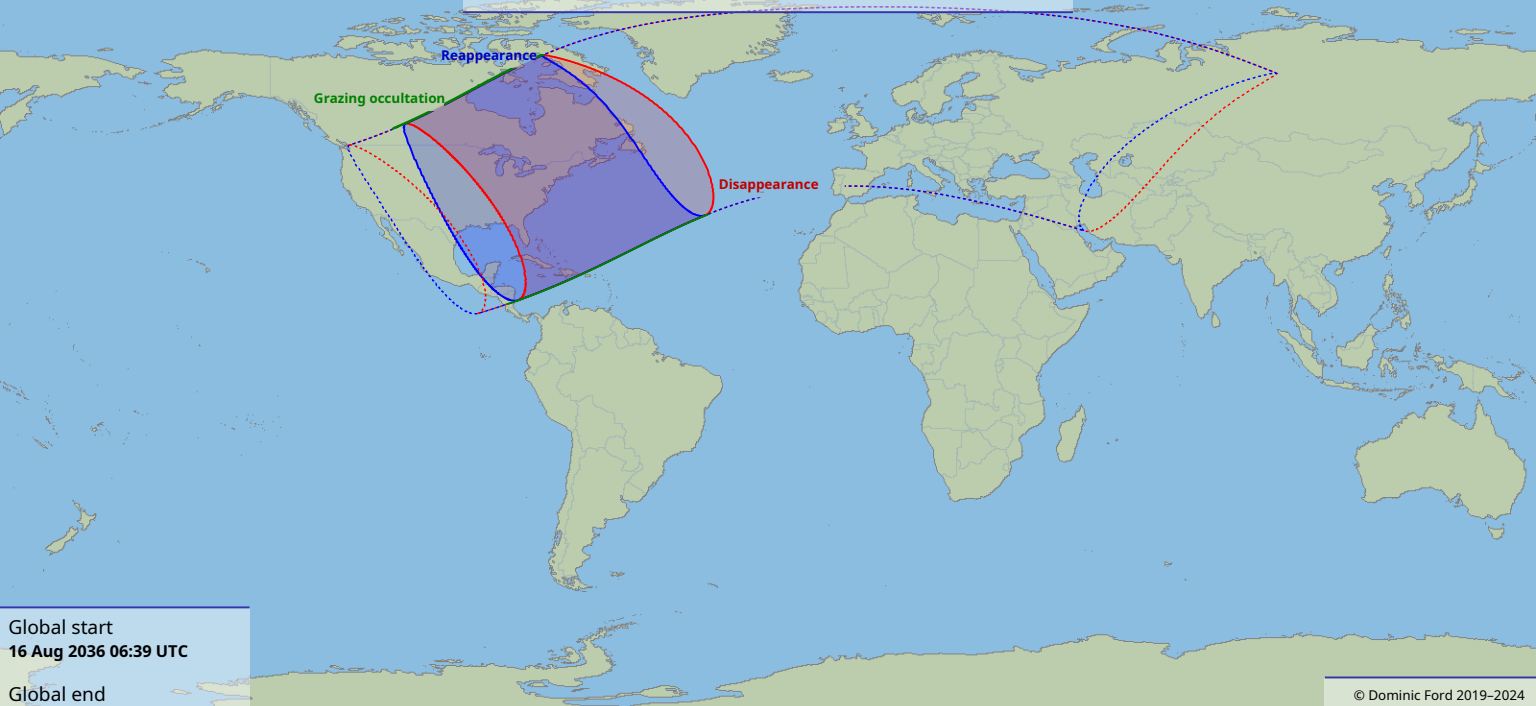 Reappearance
Grazing occultation
Disappearance
Global start
16 Aug 2036 06:39 UTC
Global end
© Dominic Ford 2019–2024